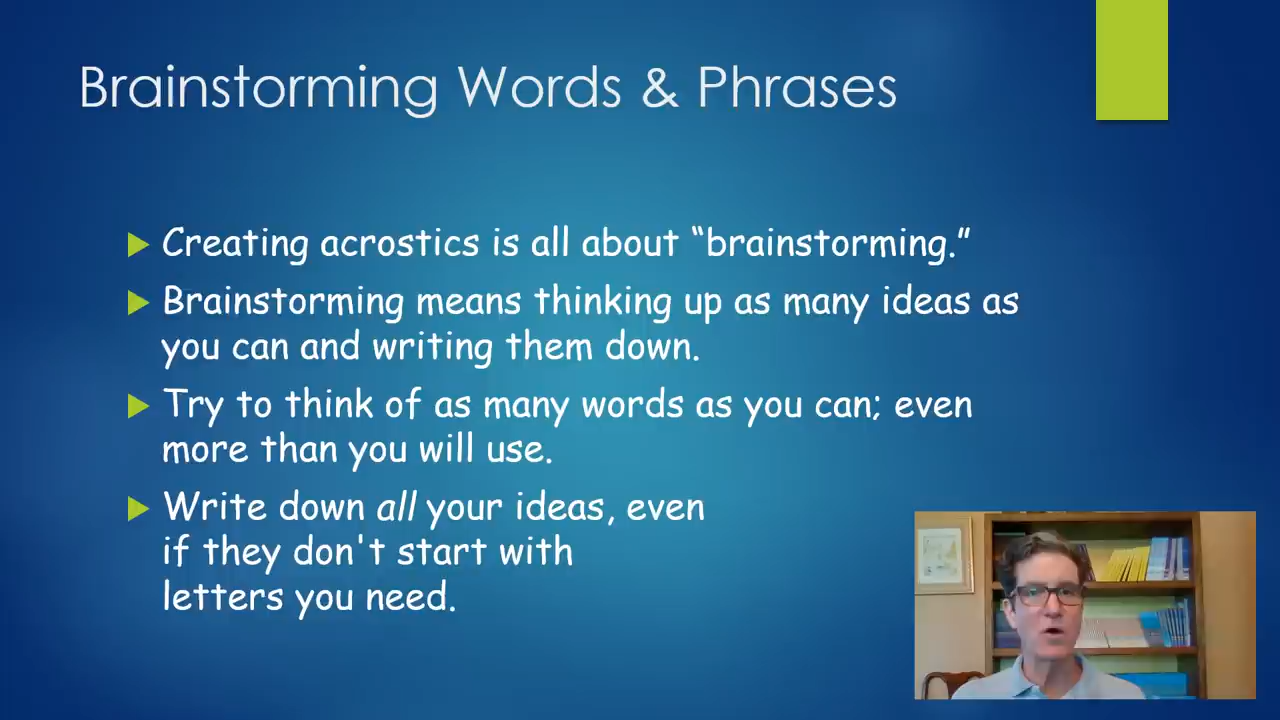 Brainstorming Words & Phrases
Creating acrostics is all about “brainstorming.”
Brainstorming means thinking up as many ideas as
you can and writing them down.
Try to think of as many words as you can; even
more than you will use.
Write down all your ideas, even
if they don't start with
letters you need.